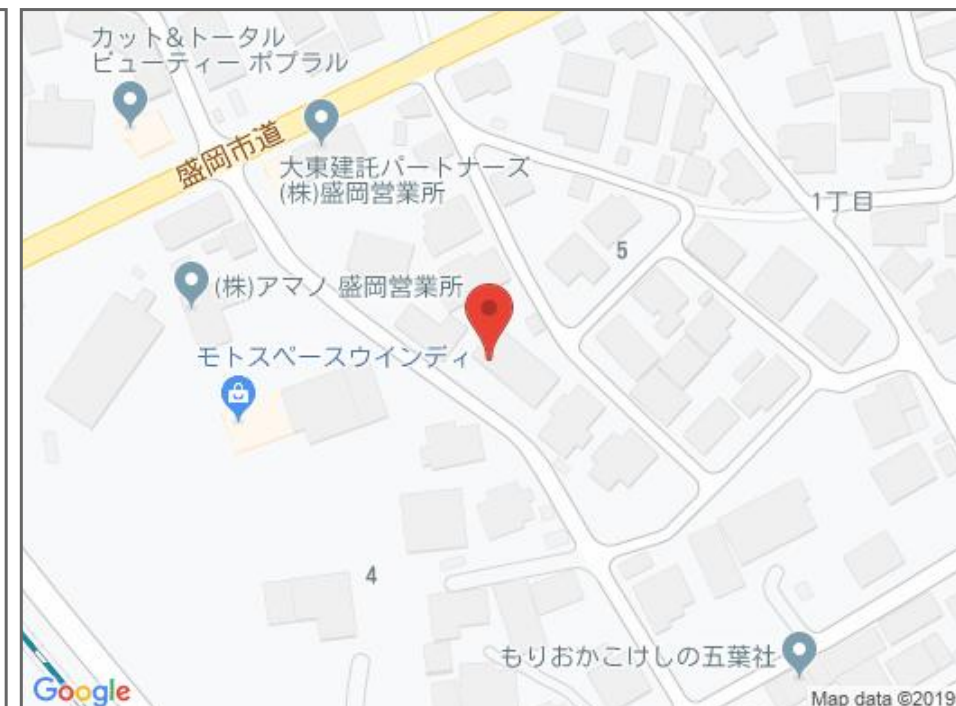 カット&トータル
ビューティー ポプラル
盛岡市道
大東建託パートナーズ
(株)盛岡営業所
1丁目
5
(株)アマノ 盛岡営業所
モトスペースウインディ
4
もりおかこけしの五葉社
Google
Map data ©2019